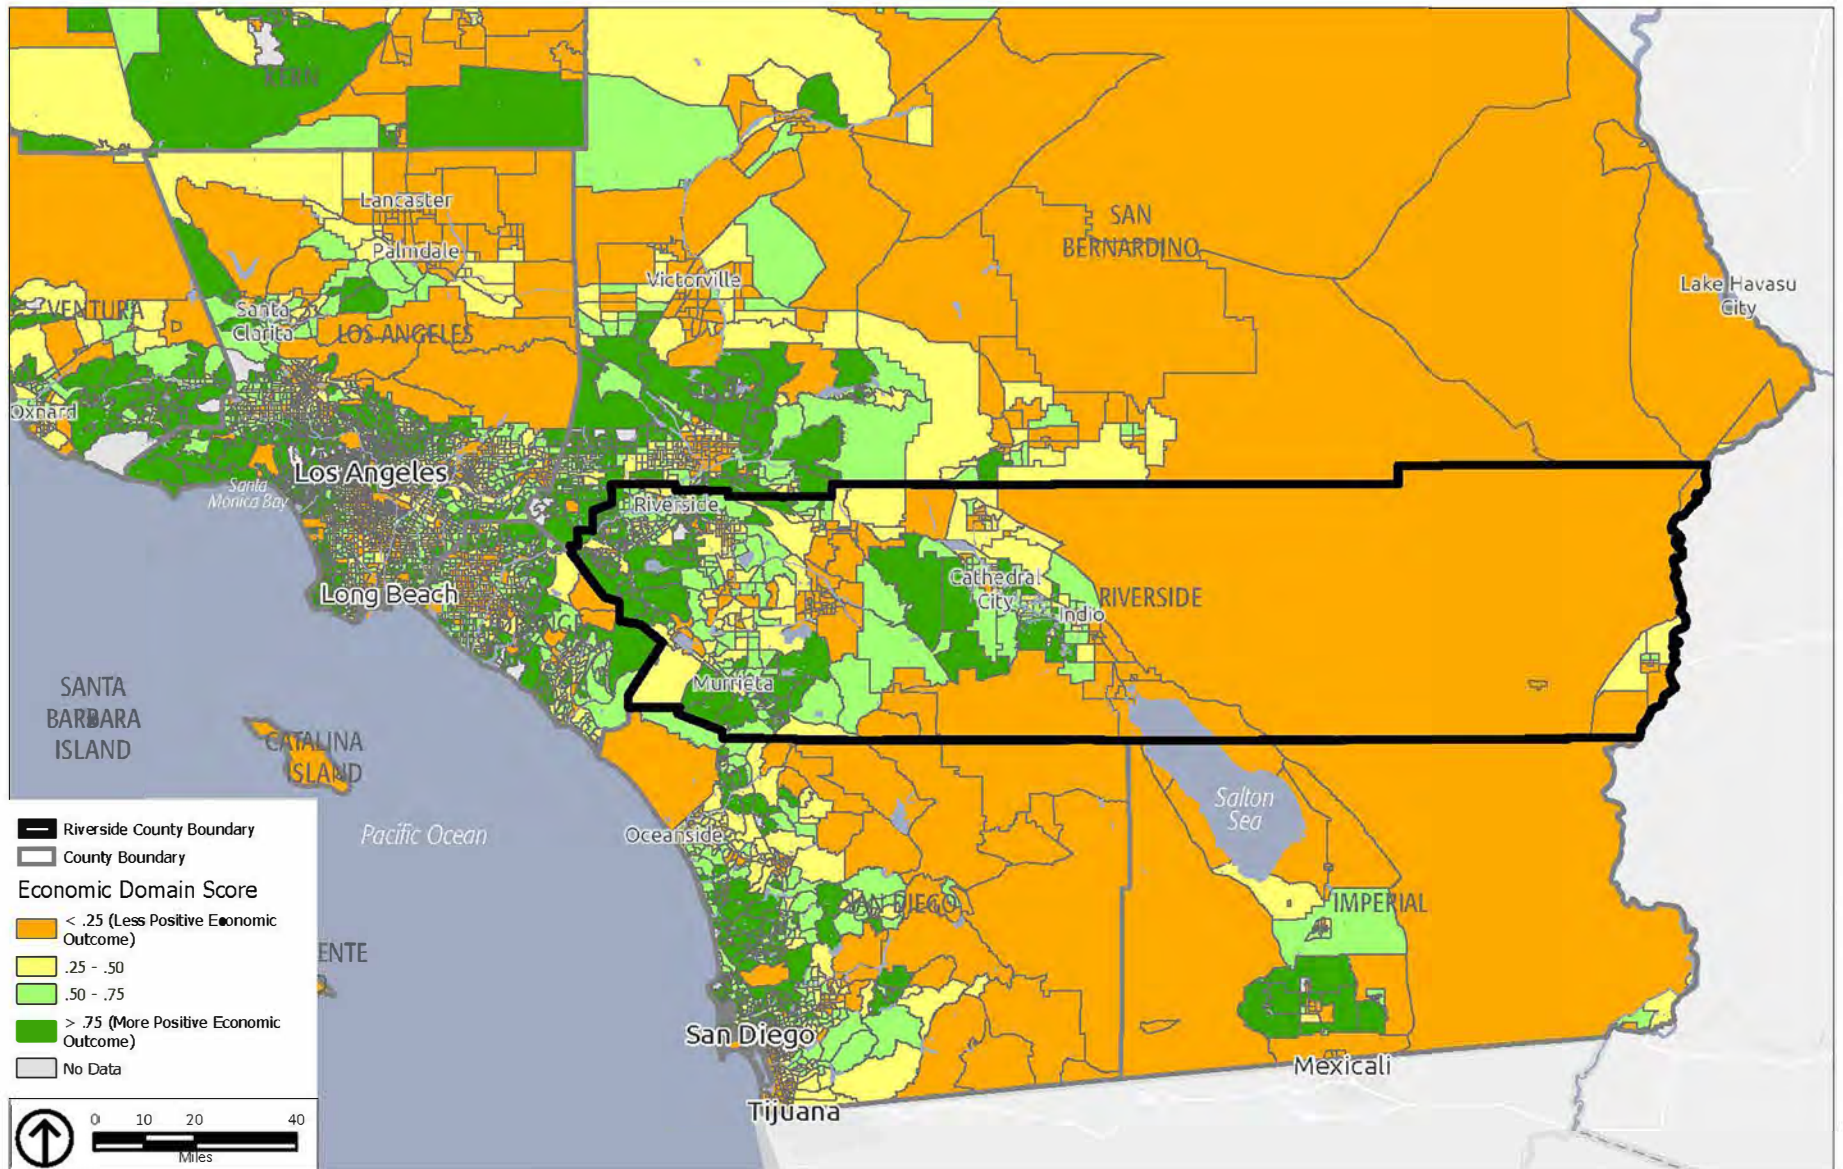 KERN
Lancaster
Palmdale
SAN
BERNARDINO
Victorville
Lake Havasu
City
VENTURA
Santa
Clarita
LOS ANGELES
Oxnard
Los Angeles
Santa
Monica Bay
Riverside
Long Beach
Cathedral
City
RIVERSIDE
Indio
Murrieta
SANTA
BARBARA
ISLAND
CATALINA
ISLAND
Salton
Sea
Pacific Ocean
Oceanside
SAN DIEGO
IMPERIAL
ENTE
San Diego
Mexicali
Tijuana
Riverside County Boundary
County Boundary
Economic Domain Score
< .25 (Less Positive Economic
Outcome)
.25 - .50
.50 - .75
> .75 (More Positive Economic
Outcome)
No Data
0 10 20 40
Miles